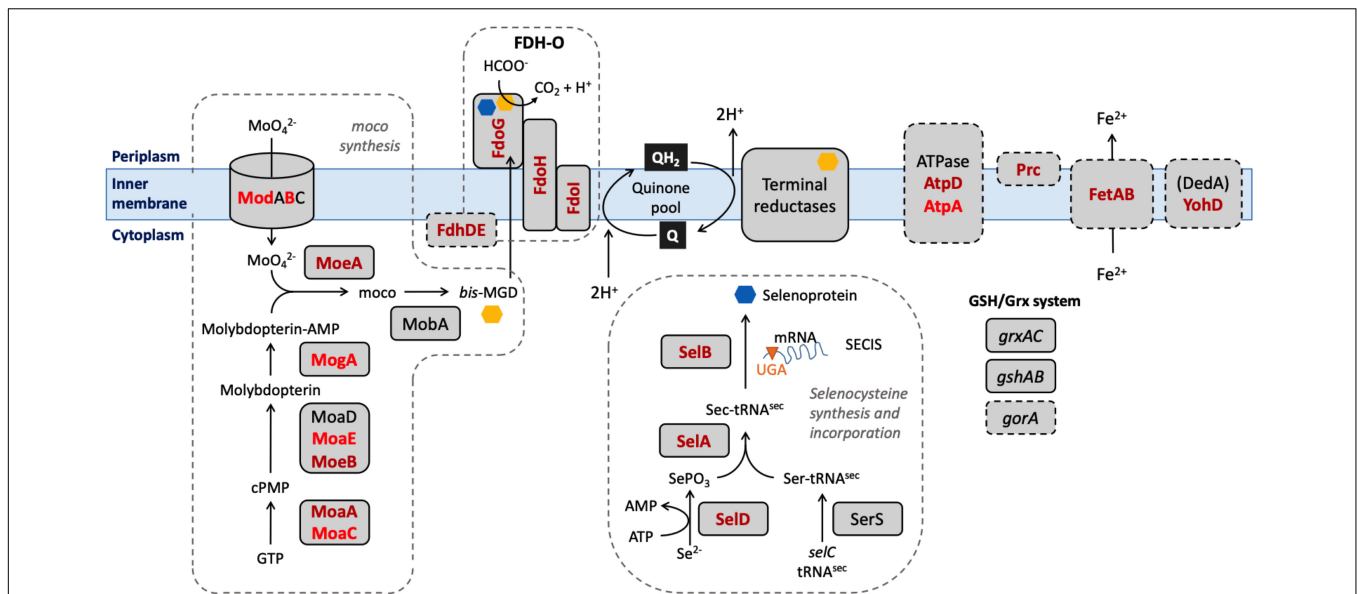 FDH-O
HCOO⁻
CO₂ + H⁺
MoO₄²⁻
moco
synthesis
FdoG
2H⁺
Fe²⁺
Periplasm
Inner
membrane
Cytoplasm
ModABC
FdoH
FdoI
QH₂
Quinone
pool
Q
Terminal
reductases
ATPase
AtpD
AtpA
Prc
FetAB
(DedA)
YohD
FdhDE
MoO₄²⁻
MoeA
moco
bis-MGD
MobA
2H⁺
Fe²⁺
Molybdopterin-AMP
MogA
Molybdopterin
MoaD
MoaE
MoeB
cPMP
MoaA
MoaC
GTP
Selenoprotein
SelB
mRNA
SECIS
UGA
Sec-tRNAˢᵉᶜ
Selenocysteine
synthesis and
incorporation
SelA
SePO₃
Ser-tRNAˢᵉᶜ
AMP
ATP
SelD
SerS
Se²⁻
selC
tRNAˢᵉᶜ
GSH/Grx system
grxAC
gshAB
gorA